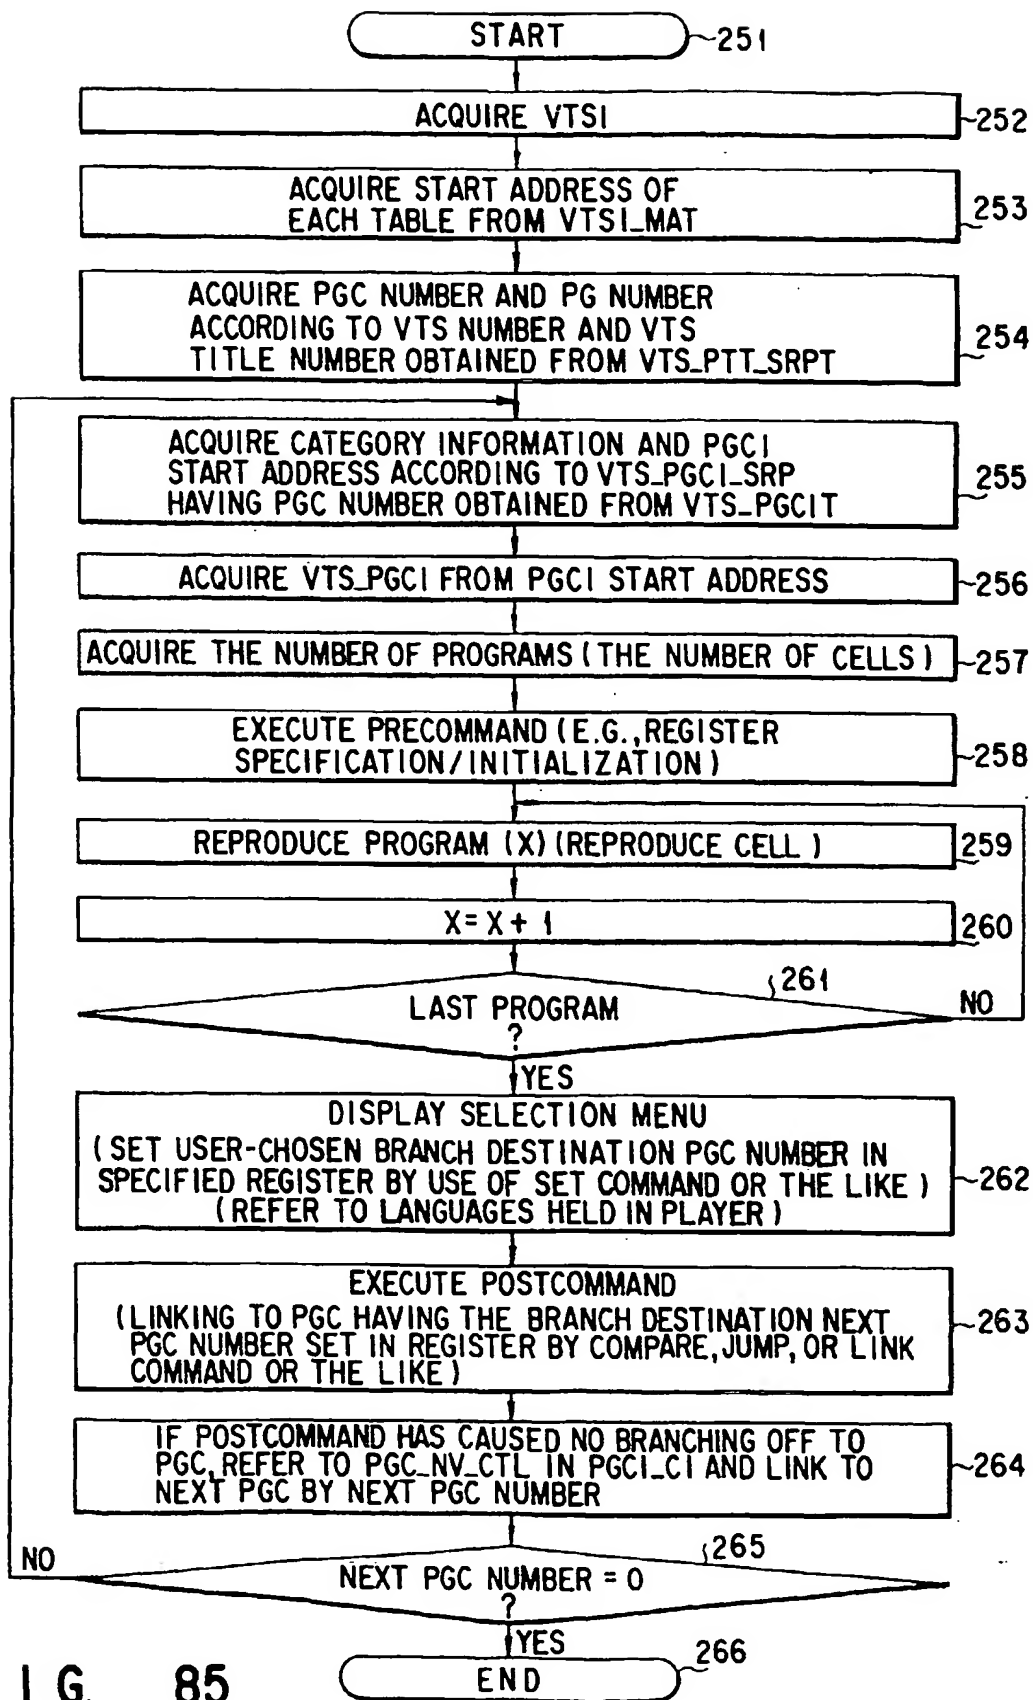 START
251
ACQUIRE VTSI
252
ACQUIRE START ADDRESS OF
EACH TABLE FROM VTSI_MAT
253
ACQUIRE PGC NUMBER AND PG NUMBER
ACCORDING TO VTS NUMBER AND VTS
TITLE NUMBER OBTAINED FROM VTS_PTT_SRPT
254
ACQUIRE CATEGORY INFORMATION AND PGCI
START ADDRESS ACCORDING TO VTS_PGCI_SRP
HAVING PGC NUMBER OBTAINED FROM VTS_PGCIT
255
ACQUIRE VTS_PGCI FROM PGCI START ADDRESS
256
ACQUIRE THE NUMBER OF PROGRAMS (THE NUMBER OF CELLS)
257
EXECUTE PRECOMMAND (E.G., REGISTER
SPECIFICATION/INITIALIZATION)
258
REPRODUCE PROGRAM (X) (REPRODUCE CELL)
259
X = X + 1
260
261
LAST PROGRAM
?
NO
YES
DISPLAY SELECTION MENU
(SET USER-CHOSEN BRANCH DESTINATION PGC NUMBER IN
SPECIFIED REGISTER BY USE OF SET COMMAND OR THE LIKE)
(REFER TO LANGUAGES HELD IN PLAYER)
262
EXECUTE POSTCOMMAND
(LINKING TO PGC HAVING THE BRANCH DESTINATION NEXT
PGC NUMBER SET IN REGISTER BY COMPARE, JUMP, OR LINK
COMMAND OR THE LIKE)
263
IF POSTCOMMAND HAS CAUSED NO BRANCHING OFF TO
PGC, REFER TO PGC_NV_CTL IN PGCI_CI AND LINK TO
NEXT PGC BY NEXT PGC NUMBER
264
265
NO
NEXT PGC NUMBER = 0
?
YES
266
END
I G. 85